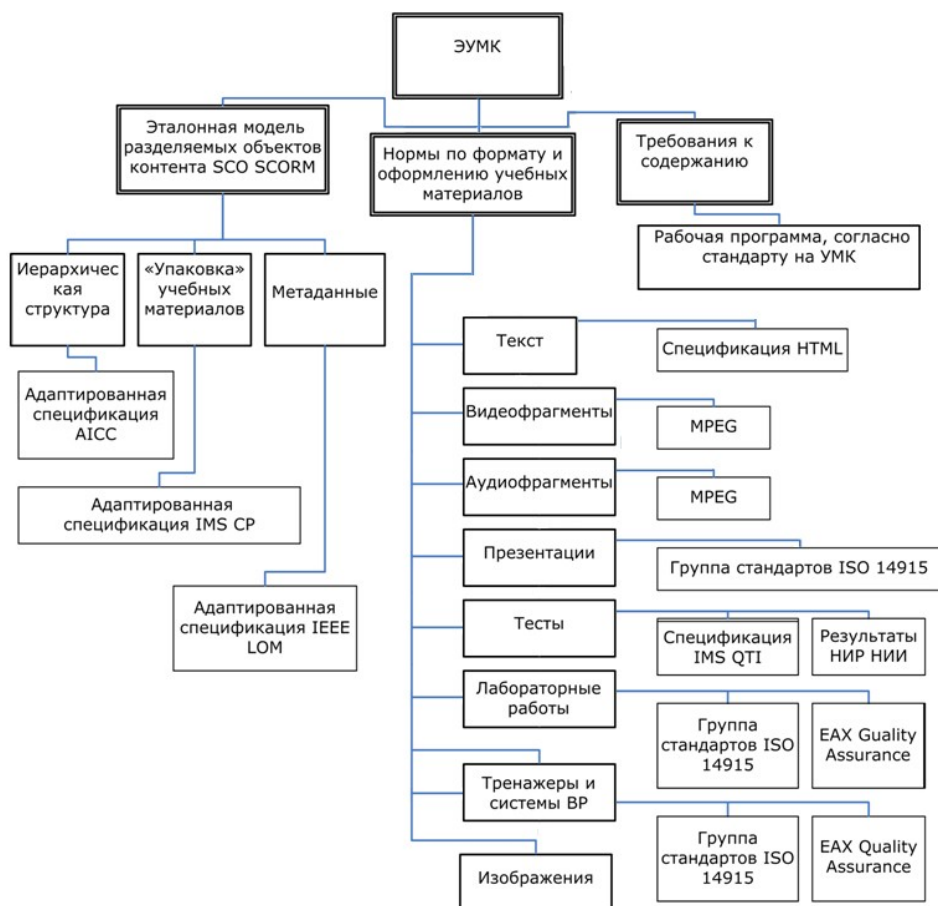 ЭУМК
Эталонная модель
разделяемых объектов
контента SCO SCORM
Нормы по формату и
оформлению учебных
материалов
Требования к
содержанию
Рабочая программа, согласно
стандарту на УМК
Иерархичес
кая
структура
«Упаковка»
учебных
материалов
Метаданные
Адаптированная
спецификация
AICC
Адаптированная
спецификация IMS CP
Адаптированная
спецификация IEEE
LOM
Текст
Спецификация HTML
Видеофрагменты
MPEG
Аудиофрагменты
MPEG
Презентации
Группа стандартов ISO 14915
Тесты
Спецификация
IMS QTI
Результаты
НИР НИИ
Лабораторные
работы
Группа
стандартов ISO
14915
EAX Guality
Assurance
Тренажеры и
системы ВР
Группа
стандартов ISO
14915
EAX Quality
Assurance
Изображения